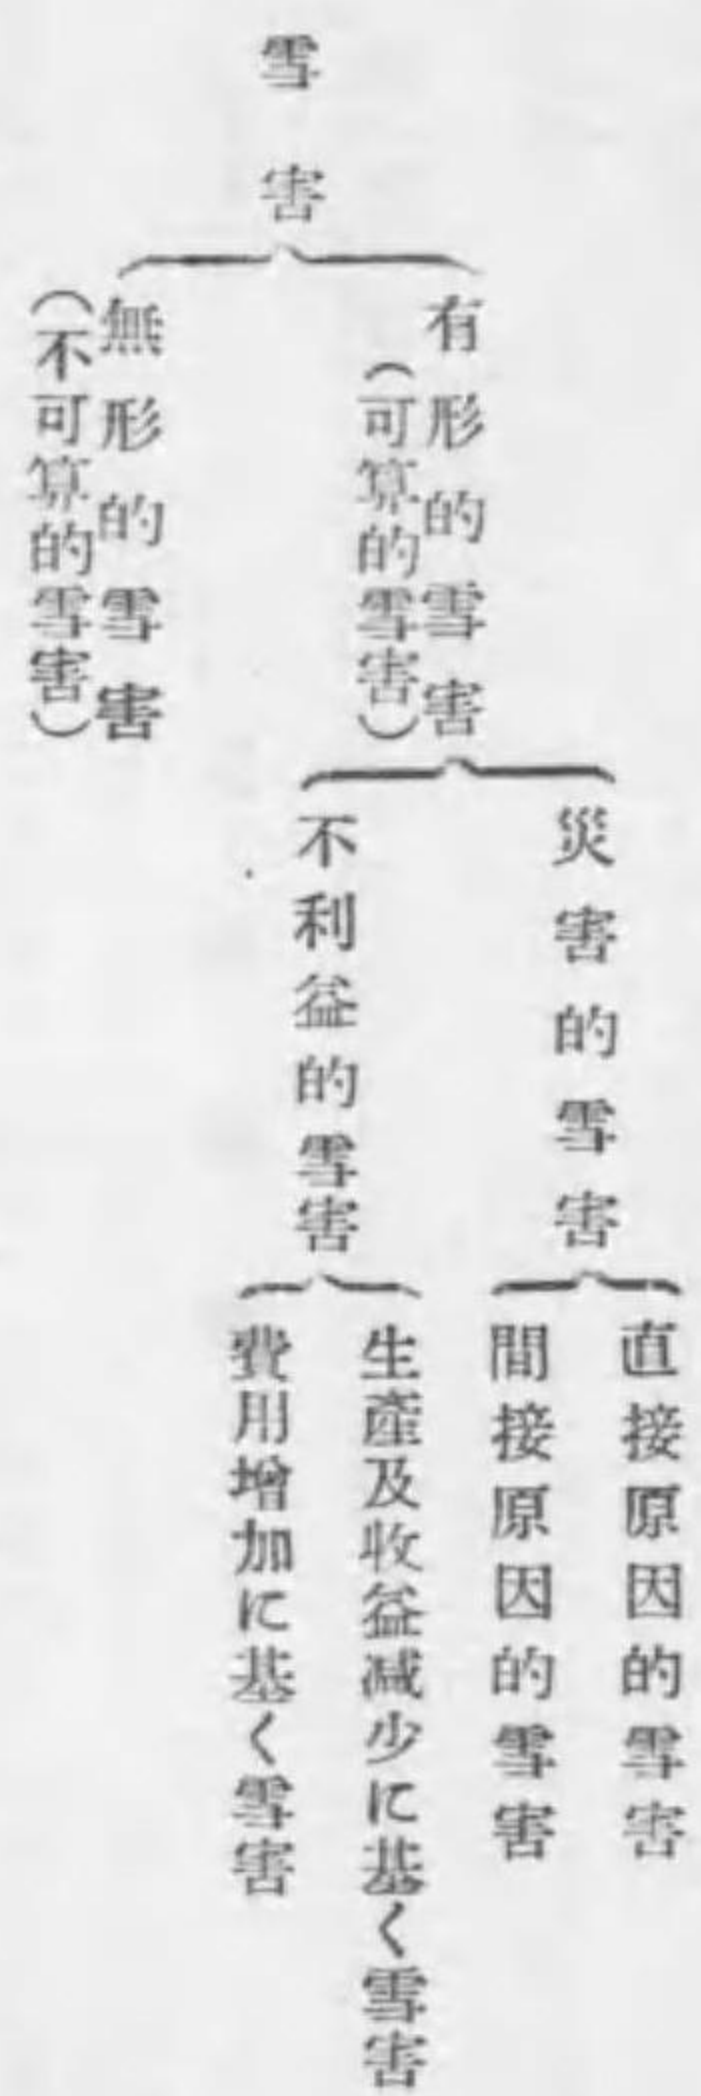 雪害
有形的雪害
（可算的雪害）
災害的雪害
直接原因的雪害
間接原因的雪害
不利益的雪害
生產及收益減少に基く雪害
費用增加に基く雪害
無形的雪害
（不可算的雪害）